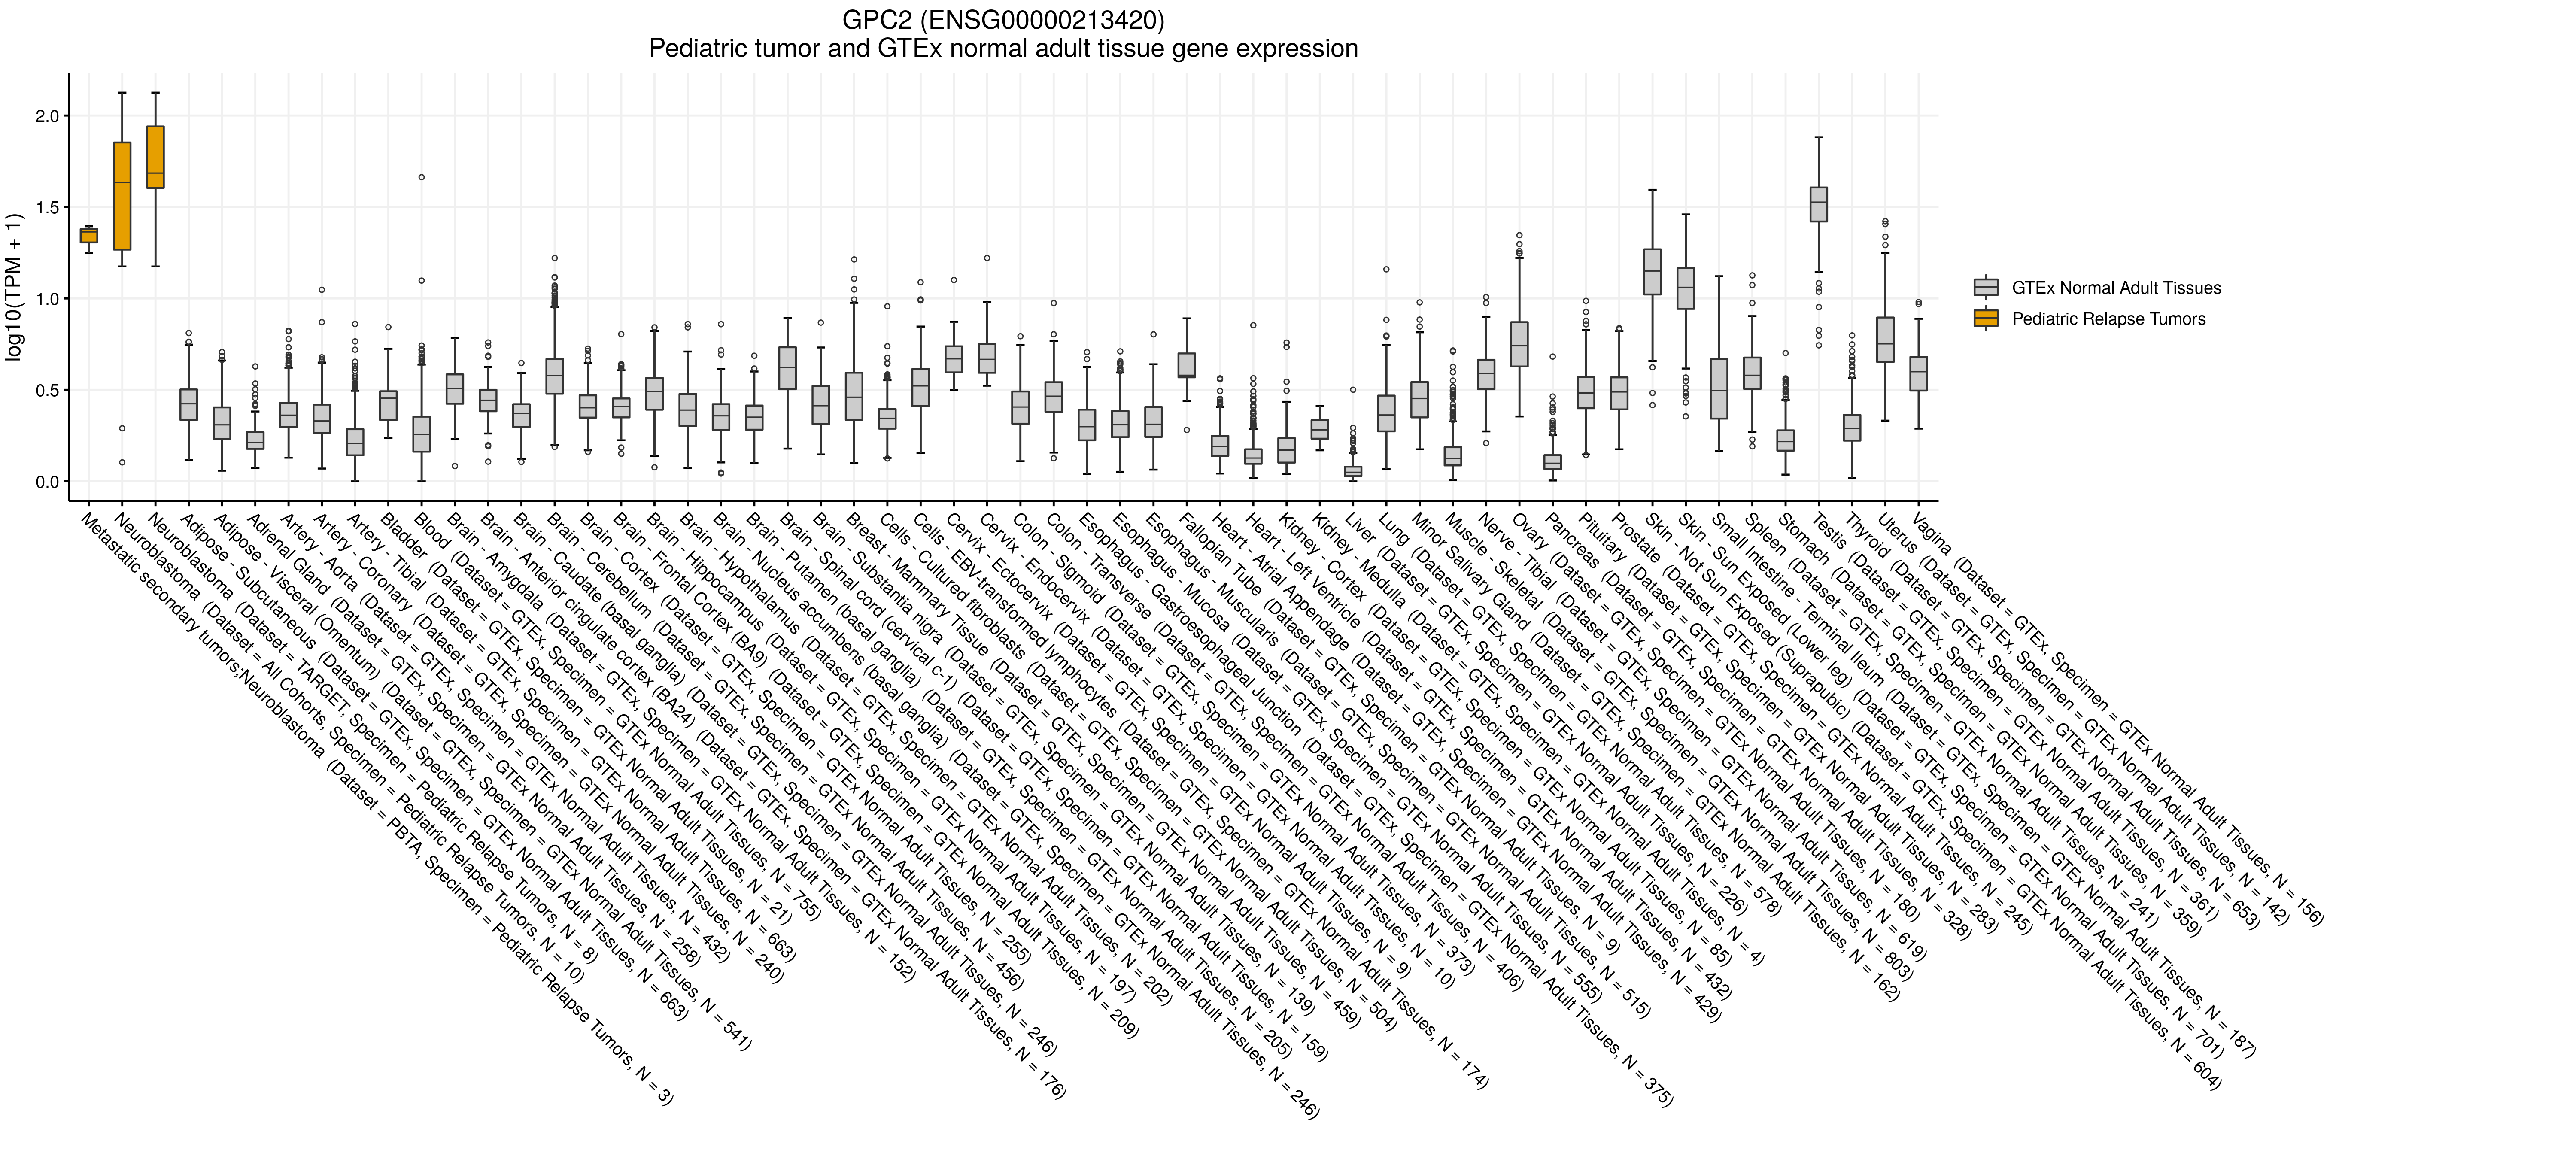 GPC2 (ENSG00000213420)
Pediatric tumor and GTEx normal adult tissue gene expression
log10(TPM + 1)
2.0
1.5
1.0
0.5
0.0
Metastatic secondary tumors;Neuroblastoma (Dataset = PBTA, Specimen = Pediatric Relapse Tumors, N = 3)
Neuroblastoma (Dataset = All Cohorts, Specimen = Pediatric Relapse Tumors, N = 10)
Neuroblastoma (Dataset = TARGET, Specimen = Pediatric Relapse Tumors, N = 8)
Adipose - Subcutaneous (Dataset = GTEx, Specimen = GTEx Normal Adult Tissues, N = 663)
Adipose - Visceral (Omentum) (Dataset = GTEx, Specimen = GTEx Normal Adult Tissues, N = 541)
Adrenal Gland (Dataset = GTEx, Specimen = GTEx Normal Adult Tissues, N = 258)
Artery - Aorta (Dataset = GTEx, Specimen = GTEx Normal Adult Tissues, N = 432)
Artery - Coronary (Dataset = GTEx, Specimen = GTEx Normal Adult Tissues, N = 240)
Artery - Tibial (Dataset = GTEx, Specimen = GTEx Normal Adult Tissues, N = 663)
Bladder (Dataset = GTEx, Specimen = GTEx Normal Adult Tissues, N = 21)
Blood (Dataset = GTEx, Specimen = GTEx Normal Adult Tissues, N = 755)
Brain - Amygdala (Dataset = GTEx, Specimen = GTEx Normal Adult Tissues, N = 152)
Brain - Anterior cingulate cortex (BA24) (Dataset = GTEx, Specimen = GTEx Normal Adult Tissues, N = 176)
Brain - Caudate (basal ganglia) (Dataset = GTEx, Specimen = GTEx Normal Adult Tissues, N = 246)
Brain - Cerebellum (Dataset = GTEx, Specimen = GTEx Normal Adult Tissues, N = 456)
Brain - Cortex (Dataset = GTEx, Specimen = GTEx Normal Adult Tissues, N = 255)
Brain - Frontal Cortex (BA9) (Dataset = GTEx, Specimen = GTEx Normal Adult Tissues, N = 209)
Brain - Hippocampus (Dataset = GTEx, Specimen = GTEx Normal Adult Tissues, N = 197)
Brain - Hypothalamus (Dataset = GTEx, Specimen = GTEx Normal Adult Tissues, N = 202)
Brain - Nucleus accumbens (basal ganglia) (Dataset = GTEx, Specimen = GTEx Normal Adult Tissues, N = 246)
Brain - Putamen (basal ganglia) (Dataset = GTEx, Specimen = GTEx Normal Adult Tissues, N = 205)
Brain - Spinal cord (cervical c-1) (Dataset = GTEx, Specimen = GTEx Normal Adult Tissues, N = 159)
Brain - Substantia nigra (Dataset = GTEx, Specimen = GTEx Normal Adult Tissues, N = 139)
Breast - Mammary Tissue (Dataset = GTEx, Specimen = GTEx Normal Adult Tissues, N = 459)
Cells - Cultured fibroblasts (Dataset = GTEx, Specimen = GTEx Normal Adult Tissues, N = 504)
Cells - EBV-transformed lymphocytes (Dataset = GTEx, Specimen = GTEx Normal Adult Tissues, N = 174)
Cervix - Ectocervix (Dataset = GTEx, Specimen = GTEx Normal Adult Tissues, N = 9)
Cervix - Endocervix (Dataset = GTEx, Specimen = GTEx Normal Adult Tissues, N = 10)
Colon - Sigmoid (Dataset = GTEx, Specimen = GTEx Normal Adult Tissues, N = 373)
Colon - Transverse (Dataset = GTEx, Specimen = GTEx Normal Adult Tissues, N = 406)
Esophagus - Gastroesophageal Junction (Dataset = GTEx, Specimen = GTEx Normal Adult Tissues, N = 375)
Esophagus - Mucosa (Dataset = GTEx, Specimen = GTEx Normal Adult Tissues, N = 555)
Esophagus - Muscularis (Dataset = GTEx, Specimen = GTEx Normal Adult Tissues, N = 515)
Fallopian Tube (Dataset = GTEx, Specimen = GTEx Normal Adult Tissues, N = 9)
Heart - Atrial Appendage (Dataset = GTEx, Specimen = GTEx Normal Adult Tissues, N = 429)
Heart - Left Ventricle (Dataset = GTEx, Specimen = GTEx Normal Adult Tissues, N = 432)
Kidney - Cortex (Dataset = GTEx, Specimen = GTEx Normal Adult Tissues, N = 85)
Kidney - Medulla (Dataset = GTEx, Specimen = GTEx Normal Adult Tissues, N = 4)
Liver (Dataset = GTEx, Specimen = GTEx Normal Adult Tissues, N = 226)
Lung (Dataset = GTEx, Specimen = GTEx Normal Adult Tissues, N = 578)
Minor Salivary Gland (Dataset = GTEx, Specimen = GTEx Normal Adult Tissues, N = 162)
Muscle - Skeletal (Dataset = GTEx, Specimen = GTEx Normal Adult Tissues, N = 803)
Nerve - Tibial (Dataset = GTEx, Specimen = GTEx Normal Adult Tissues, N = 619)
Ovary (Dataset = GTEx, Specimen = GTEx Normal Adult Tissues, N = 180)
Pancreas (Dataset = GTEx, Specimen = GTEx Normal Adult Tissues, N = 328)
Pituitary (Dataset = GTEx, Specimen = GTEx Normal Adult Tissues, N = 283)
Prostate (Dataset = GTEx, Specimen = GTEx Normal Adult Tissues, N = 245)
Skin - Not Sun Exposed (Suprapubic) (Dataset = GTEx, Specimen = GTEx Normal Adult Tissues, N = 604)
Skin - Sun Exposed (Lower leg) (Dataset = GTEx, Specimen = GTEx Normal Adult Tissues, N = 701)
Small Intestine - Terminal Ileum (Dataset = GTEx, Specimen = GTEx Normal Adult Tissues, N = 187)
Spleen (Dataset = GTEx, Specimen = GTEx Normal Adult Tissues, N = 241)
Stomach (Dataset = GTEx, Specimen = GTEx Normal Adult Tissues, N = 359)
Testis (Dataset = GTEx, Specimen = GTEx Normal Adult Tissues, N = 361)
Thyroid (Dataset = GTEx, Specimen = GTEx Normal Adult Tissues, N = 653)
Uterus (Dataset = GTEx, Specimen = GTEx Normal Adult Tissues, N = 142)
Vagina (Dataset = GTEx, Specimen = GTEx Normal Adult Tissues, N = 156)
GTEx Normal Adult Tissues
Pediatric Relapse Tumors